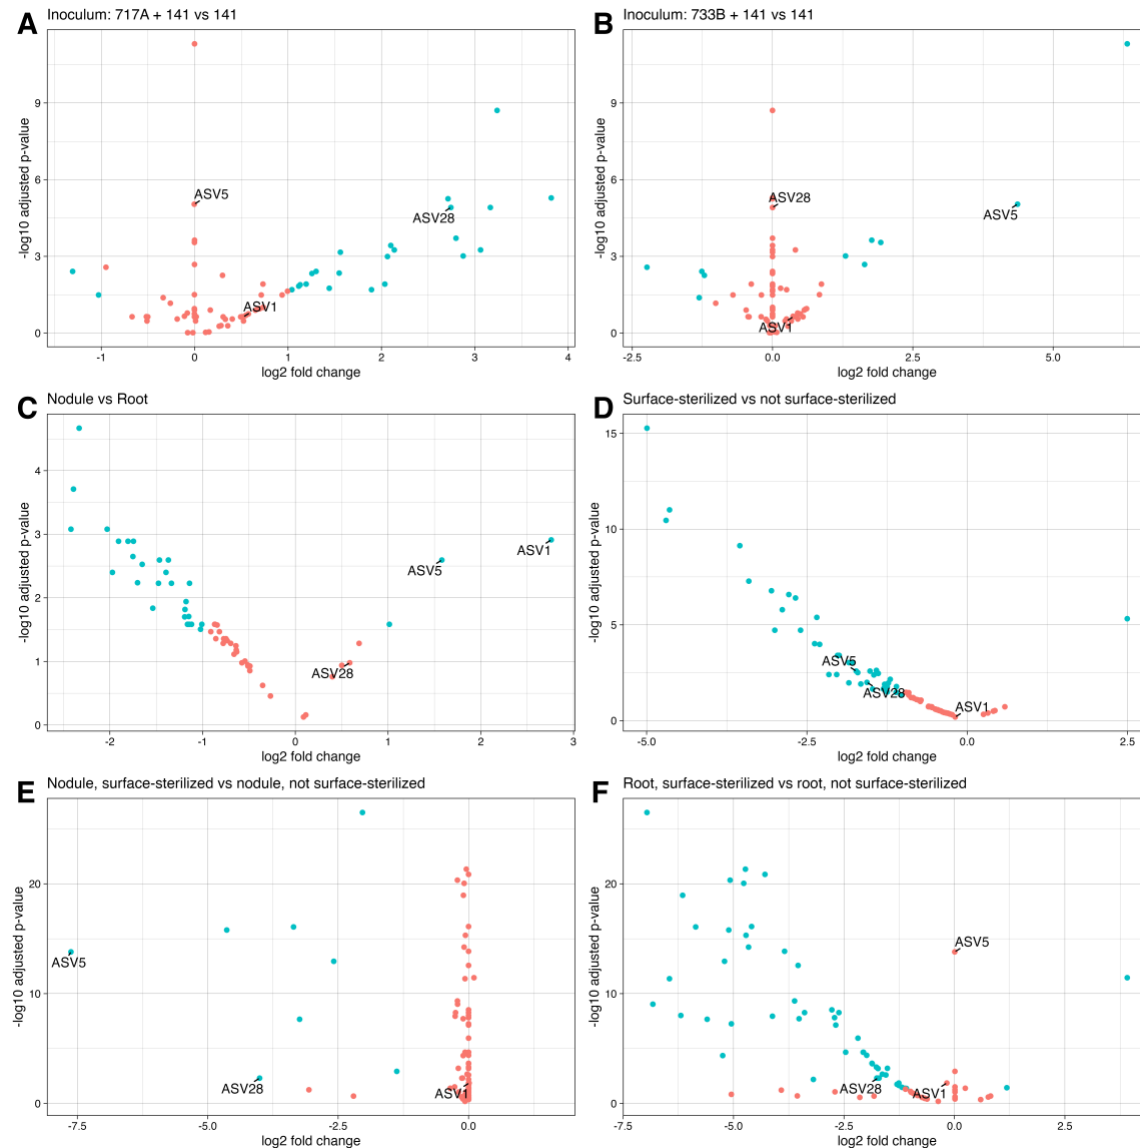 A Inoculum: 717A + 141 vs 141
-log10 adjusted p-value
9
6
3
0
ASV5
ASV28
ASV1
-1 0 1 2 3 4
log2 fold change
B Inoculum: 733B + 141 vs 141
-log10 adjusted p-value
9
6
3
0
ASV28
ASV5
ASV1
-2.5 0.0 2.5 5.0
log2 fold change
C Nodule vs Root
-log10 adjusted p-value
4
3
2
1
0
ASV1
ASV5
ASV28
-2 -1 0 1 2 3
log2 fold change
D Surface-sterilized vs not surface-sterilized
-log10 adjusted p-value
15
10
5
0
ASV5
ASV28
ASV1
-5.0 -2.5 0.0 2.5
log2 fold change
E Nodule, surface-sterilized vs nodule, not surface-sterilized
-log10 adjusted p-value
20
10
0
ASV5
ASV28
ASV1
-7.5 -5.0 -2.5 0.0
log2 fold change
F Root, surface-sterilized vs root, not surface-sterilized
-log10 adjusted p-value
20
10
0
ASV5
ASV28
ASV1
-7.5 -5.0 -2.5 0.0 2.5
log2 fold change